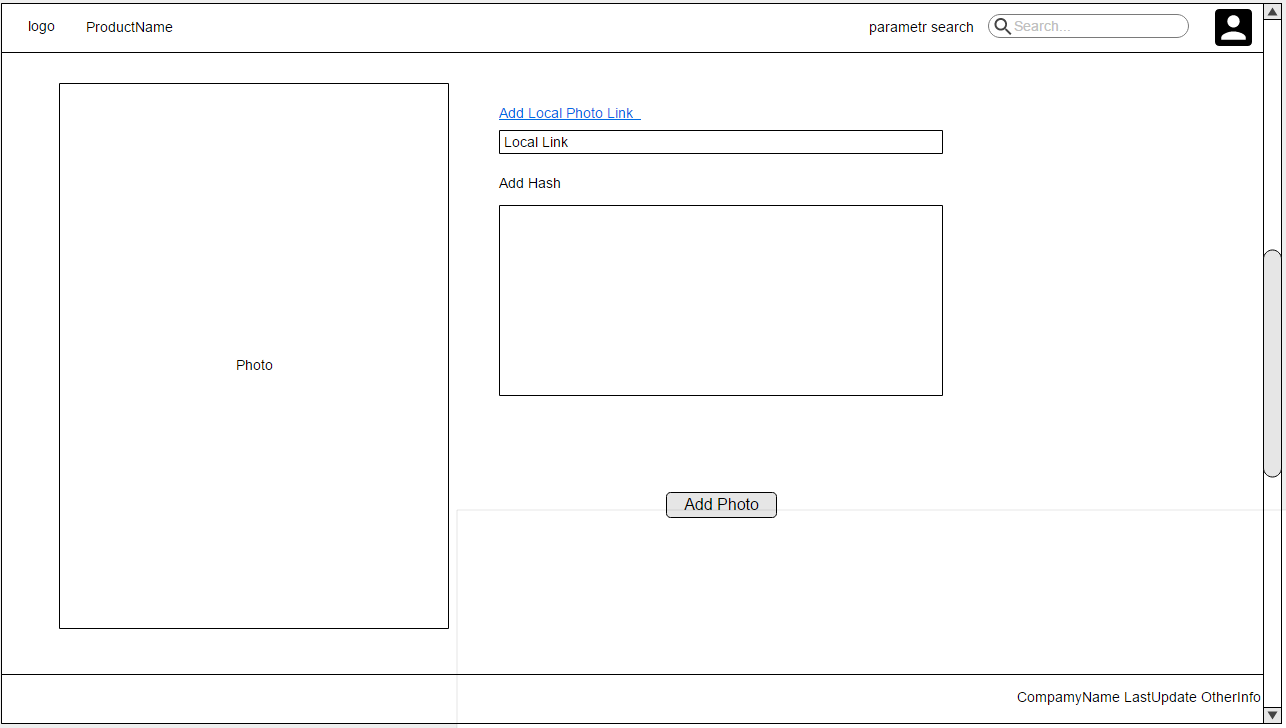 logo ProductName parametr search Search...
Add Local Photo Link
Local Link
Add Hash
Photo
Add Photo
CompamyName LastUpdate OtherInfo